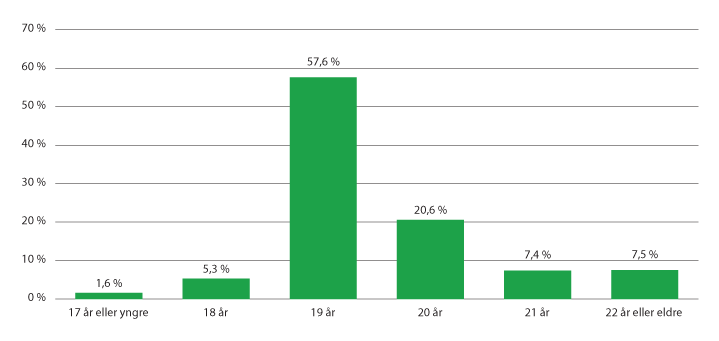 70 %
60 %
50 %
40 %
30 %
20 %
10 %
0 %
1,6 %
5,3 %
57,6 %
20,6 %
7,4 %
7,5 %
17 år eller yngre
18 år
19 år
20 år
21 år
22 år eller eldre